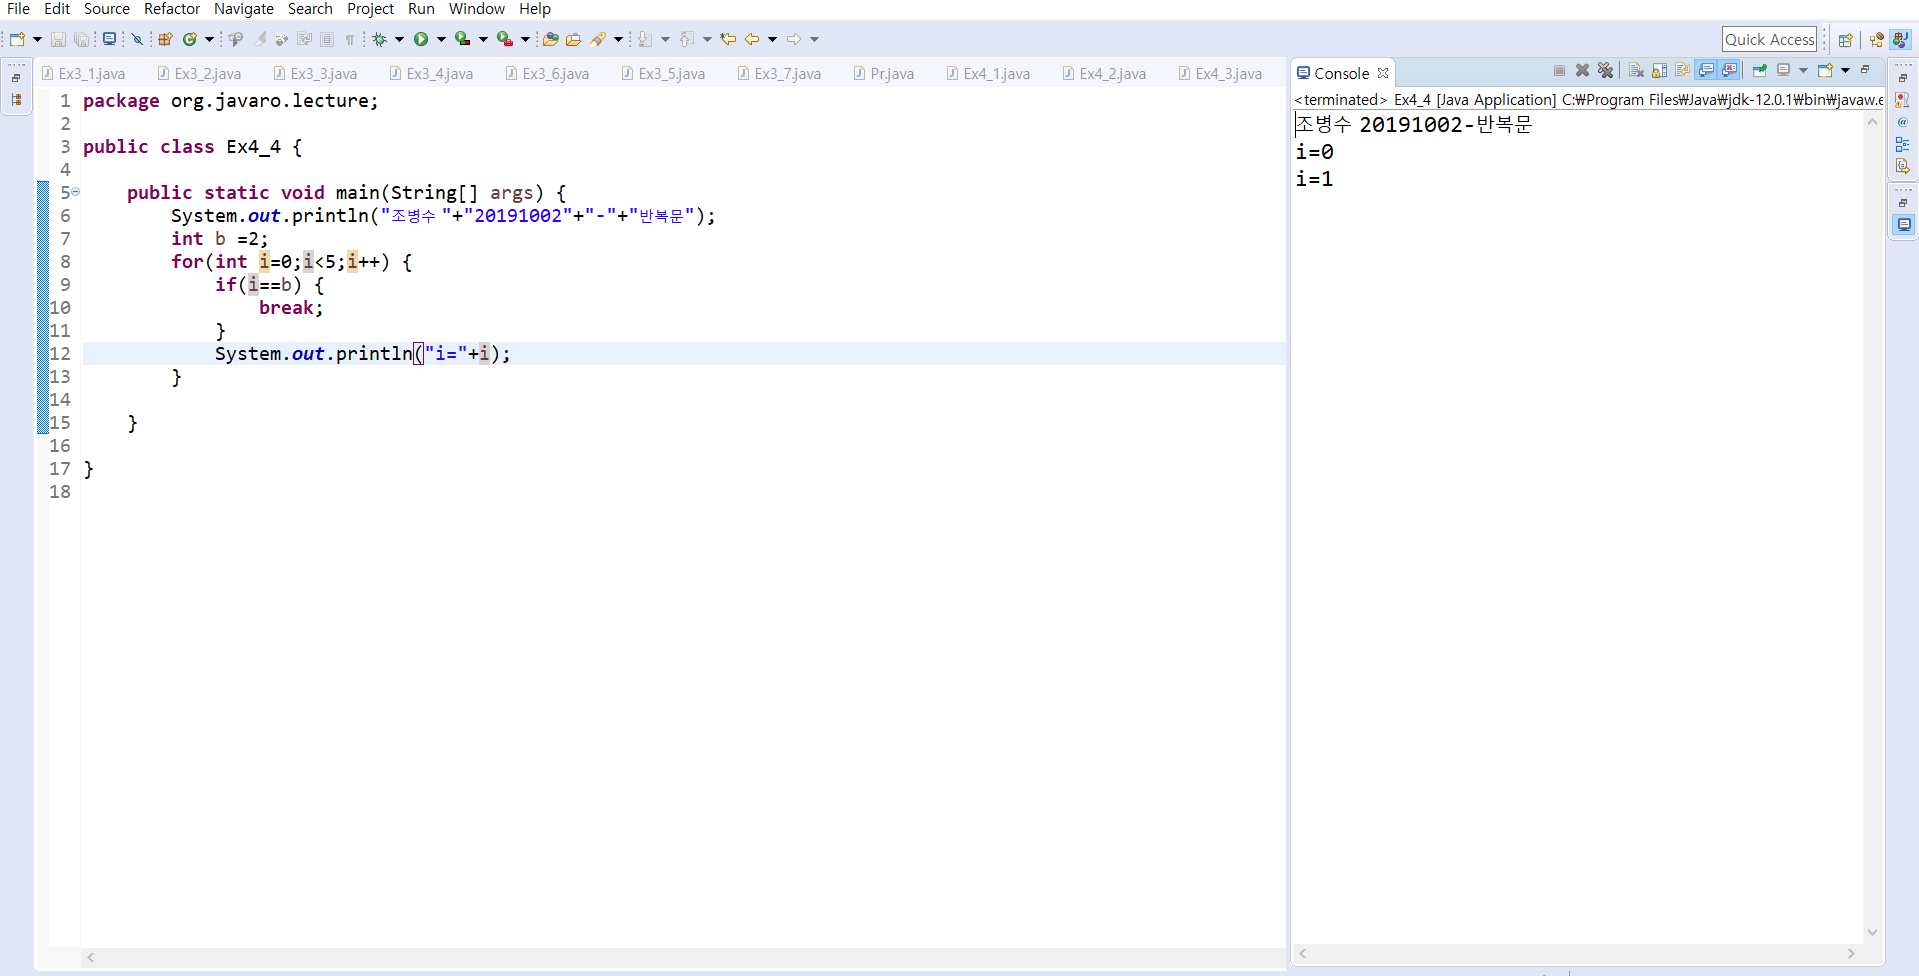 File Edit Source Refactor Navigate Search Project Run Window Help
Quick Access
Ex3_1.java Ex3_2.java Ex3_3.java Ex3_4.java Ex3_6.java Ex3_5.java Ex3_7.java Pr.java Ex4_1.java Ex4_2.java Ex4_3.java
1 package org.javaro.lecture;
2
3 public class Ex4_4 {
4
5 public static void main(String[] args) {
6 System.out.println("조병수 "+"20191002"+"-"+"반복문");
7 int b =2;
8 for(int i=0;i<5;i++) {
9 if(i==b) {
10 break;
11 }
12 System.out.println("i="+i);
13 }
14
15 }
16
17 }
18
Console
<terminated> Ex4_4 [Java Application] C:₩Program Files₩Java₩jdk-12.0.1₩bin₩javaw.e
조병수 20191002-반복문
i=0
i=1